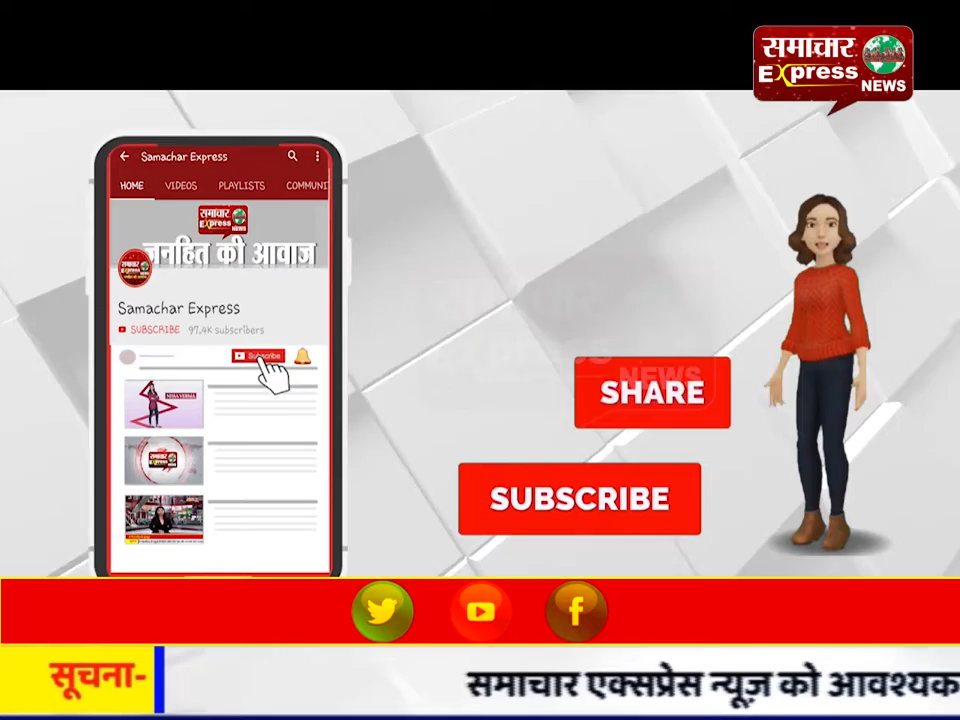 समाचार
Express
NEWS
Samachar Express
HOME VIDEOS PLAYLISTS COMMUNI
समाचार
Express
NEWS
जनहित की आवाज
Samachar Express
SUBSCRIBE 97.4K subscribers
Subscribe
NEWS
SHARE
SUBSCRIBE
सूचना-
समाचार एक्सप्रेस न्यूज़ को आवश्यक